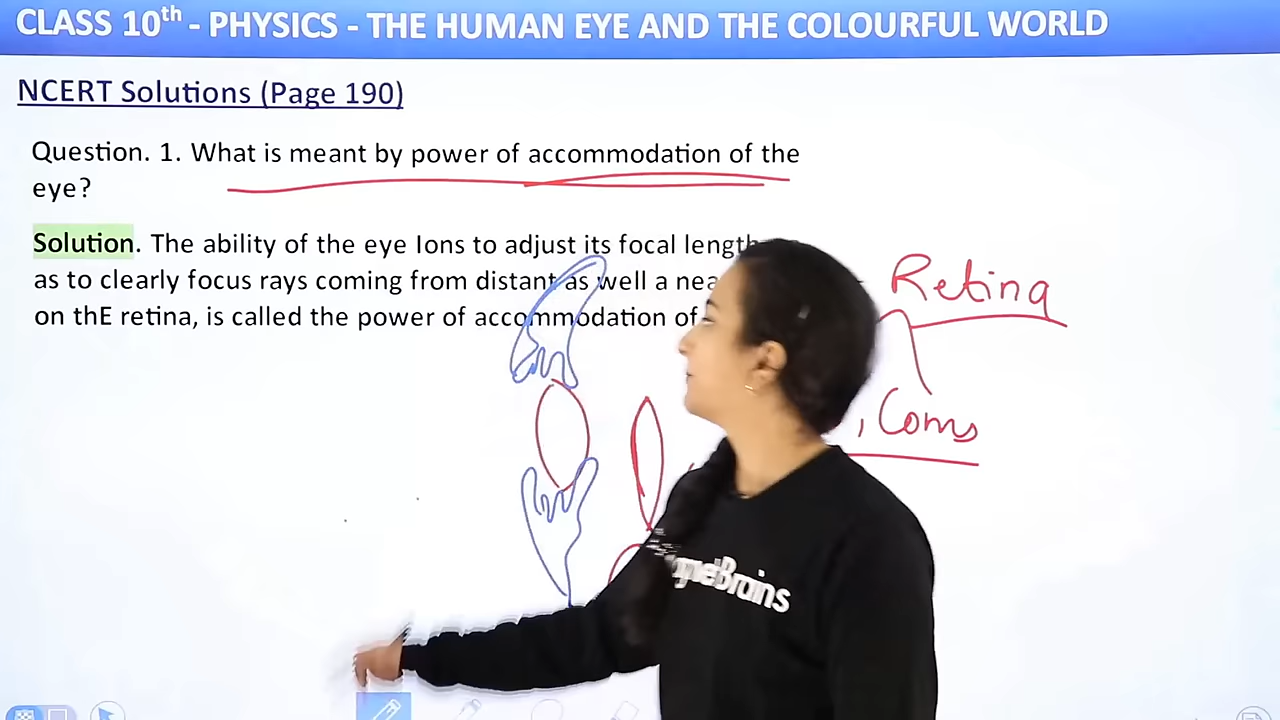 CLASS 10th - PHYSICS - THE HUMAN EYE AND THE COLOURFUL WORLD
NCERT Solutions (Page 190)
Question. 1. What is meant by power of accommodation of the
eye?
Solution. The ability of the eye Ions to adjust its focal length
as to clearly focus rays coming from distant as well a nea
on thE retina, is called the power of accommodation of
Retina
, Coms
Brains